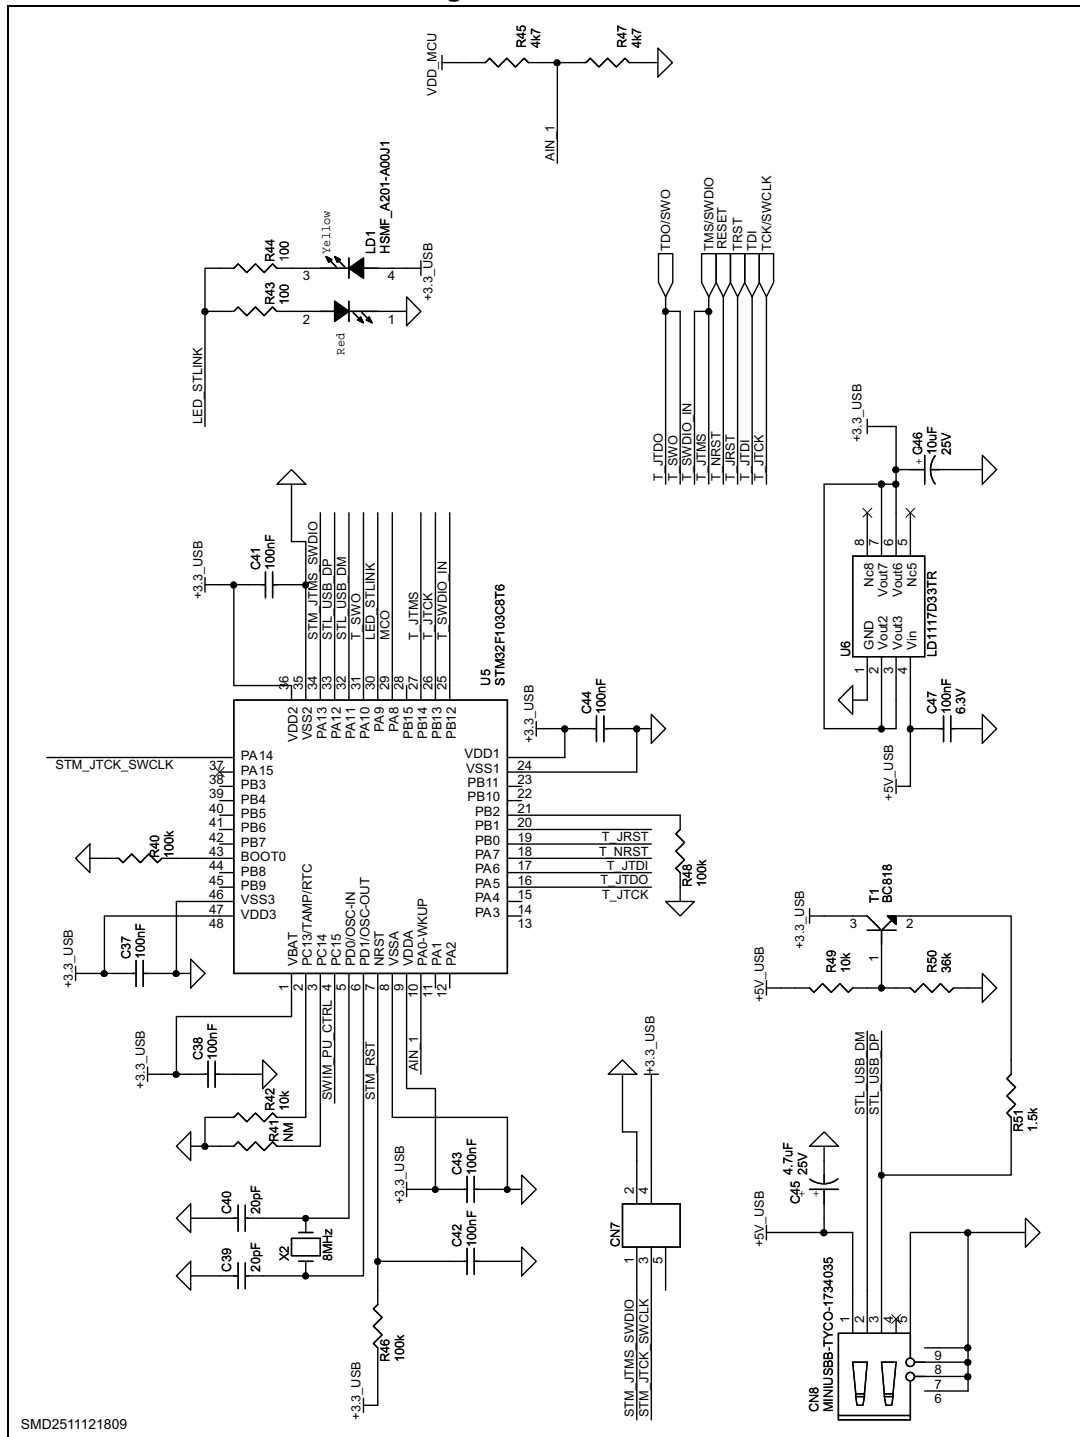 R45
4k7
R47
4k7
VDD_MCU
AIN_1
R44
100
R43
100
Yellow
LD1
HSMF_A201-A00J1
3
4
+3.3_USB
2
1
Red
LED_STLINK
TDO/SWO
TMS/SWDIO
RESET
TRST
TDI
TCK/SWCLK
T_JTDO
T_SWO
T_SWDIO_IN
T_JTMS
T_NRST
T_JRST
T_JTDI
T_JTCK
+3.3_USB
C46
10uF
25V
+
8
7
6
5
Nc8
Vout7
Vout6
Nc5
GND
Vout2
Vout3
Vin
U6
LD1117D33TR
1
2
3
4
C47
100nF
6.3V
+5V_USB
+3.3_USB
C41
100nF
STM_JTMS_SWDIO
STL_USB_DP
STL_USB_DM
T_SWO
LED_STLINK
MCO
T_JTMS
T_JTCK
T_SWDIO_IN
U5
STM32F103C8T6
36
35
34
33
32
31
30
29
28
27
26
25
VDD2
VSS2
PA13
PA12
PA11
PA10
PA9
PA8
PB15
PB14
PB13
PB12
STM_JTCK_SWCLK
37
38
39
40
41
42
43
44
45
46
47
48
PA14
PA15
PB3
PB4
PB5
PB6
PB7
BOOT0
PB8
PB9
VSS3
VDD3
VDD1
VSS1
PB11
PB10
PB2
PB1
PB0
PA7
PA6
PA5
PA4
PA3
24
23
22
21
20
19
18
17
16
15
14
13
T_JRST
T_NRST
T_JTDI
T_JTDO
T_JTCK
+3.3_USB
C44
100nF
R48
100k
R40
100k
+3.3_USB
C37
100nF
VBAT
PC13/TAMP/RTC
PC14
PC15
PD0/OSC-IN
PD1/OSC-OUT
NRST
VSSA
VDDA
PA0-WKUP
PA1
PA2
1
2
3
4
5
6
7
8
9
10
11
12
+3.3_USB
C38
100nF
R42
10k
R41
NM
SWIM_PU_CTRL
STM_RST
AIN_1
+3.3_USB
C43
100nF
C42
100nF
C40
20pF
C39
20pF
X2
8MHz
R46
100k
+3.3_USB
+3.3_USB
CN7
2
4
1
3
5
STM_JTMS_SWDIO
STM_JTCK_SWCLK
+3.3_USB
T1
BC818
3
2
1
+5V_USB
R49
10k
R50
36k
STL_USB_DM
STL_USB_DP
R51
1.5k
C45
4.7uF
25V
+
+5V_USB
1
2
3
4
5
9
8
7
6
CN8
MINIUSBB-TYCO-1734035
SMD2511121809